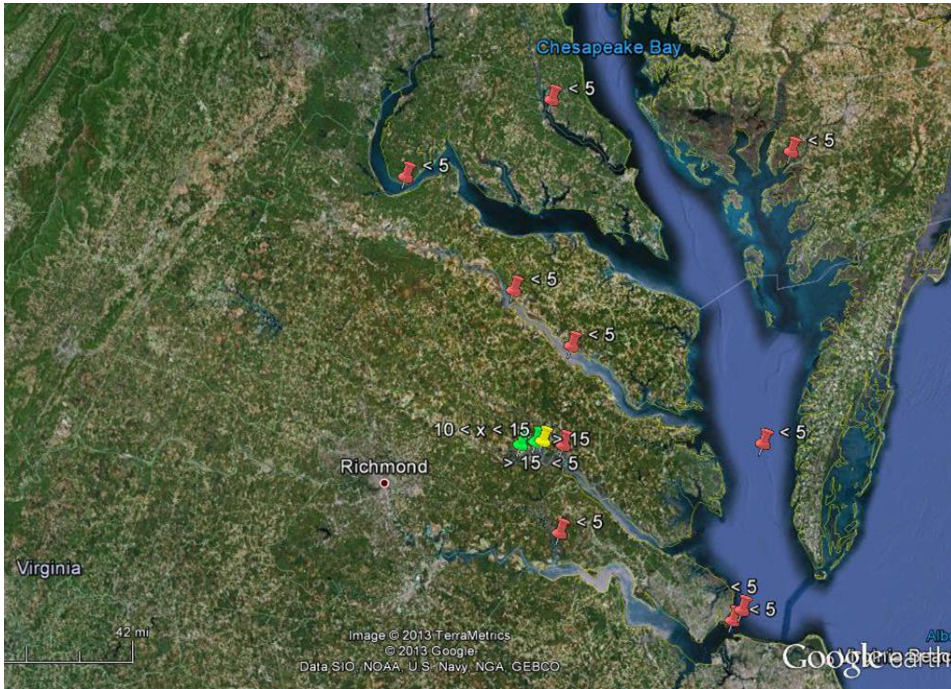 Chesapeake Bay
< 5
< 5
< 5
< 5
< 5
10 < x < 15
> 15
< 5
> 15
< 5
Richmond
< 5
Virginia
< 5
< 5
42 mi
Image © 2013 TerraMetrics
© 2013 Google
Data SIO, NOAA, U.S. Navy, NGA, GEBCO
Google earth